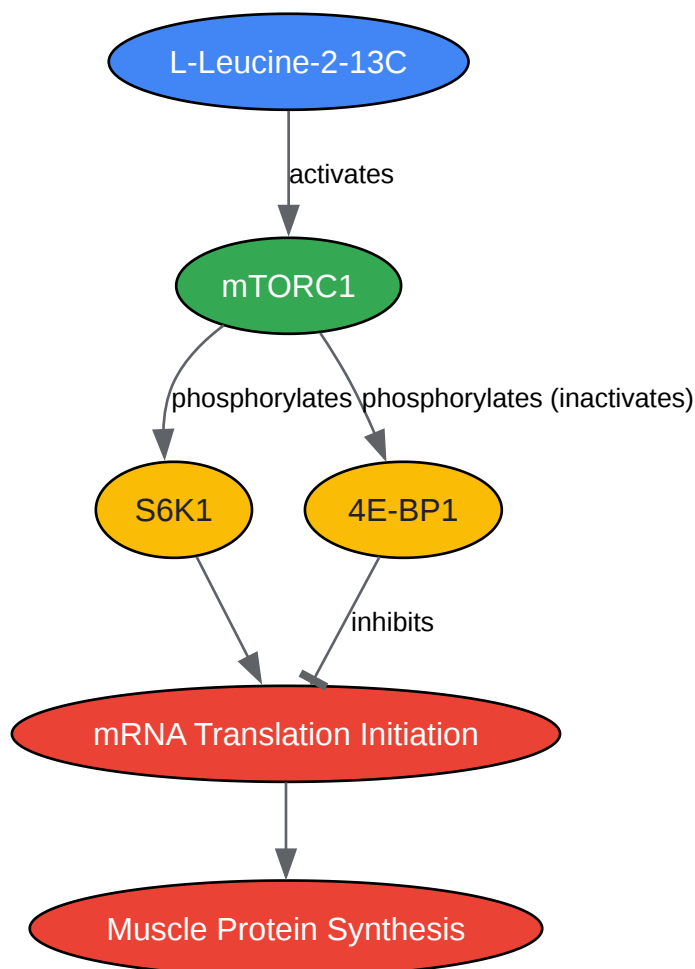 L-Leucine-2-13C
activates
mTORC1
phosphorylates
phosphorylates (inactivates)
S6K1
4E-BP1
inhibits
mRNA Translation Initiation
Muscle Protein Synthesis